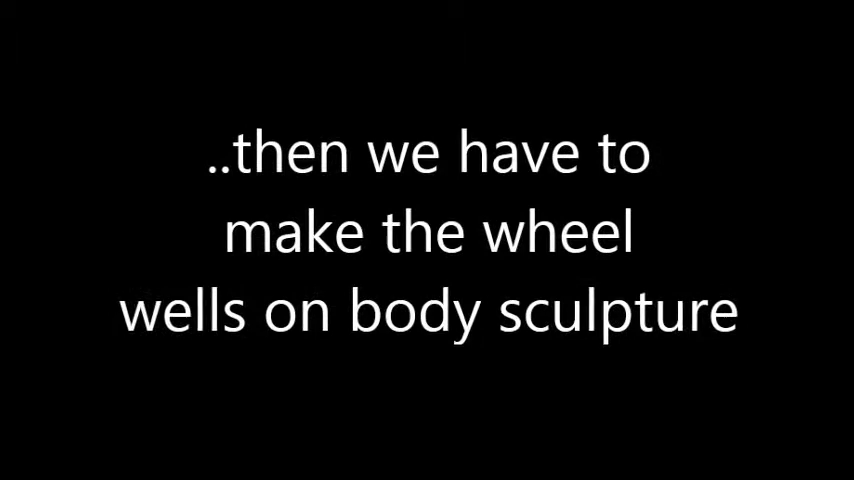 ..then we have to
make the wheel
wells on body sculpture